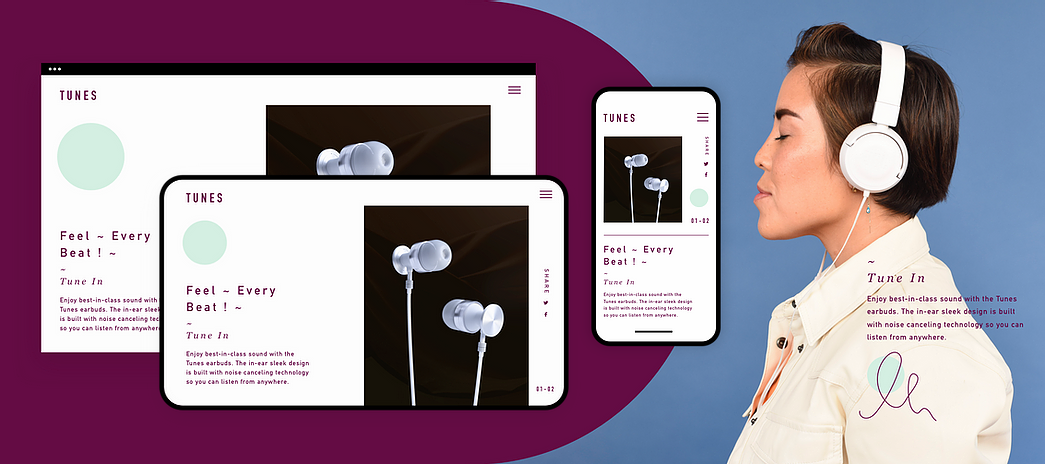 TUNES
Feel ~ Every
Beat ! ~
~
Tune In
Enjoy best-in-class sound with
Tunes earbuds. The in-ear sleek
is built with noise canceling
so you can listen from anywhere
TUNES
Feel ~ Every
Beat ! ~
~
Tune In
Enjoy best-in-class sound with the
Tunes earbuds. The in-ear sleek design
is built with noise canceling technology
so you can listen from anywhere.
SHARE
01-02
TUNES
SHARE
01-02
Feel ~ Every
Beat ! ~
~
Tune In
Enjoy best-in-class sound with the
Tunes earbuds. The in-ear sleek design
is built with noise canceling technology
so you can listen from anywhere.
~
Tune In
Enjoy best-in-class sound with the Tunes
earbuds. The in-ear sleek design is built
with noise canceling technology so you can
listen from anywhere.